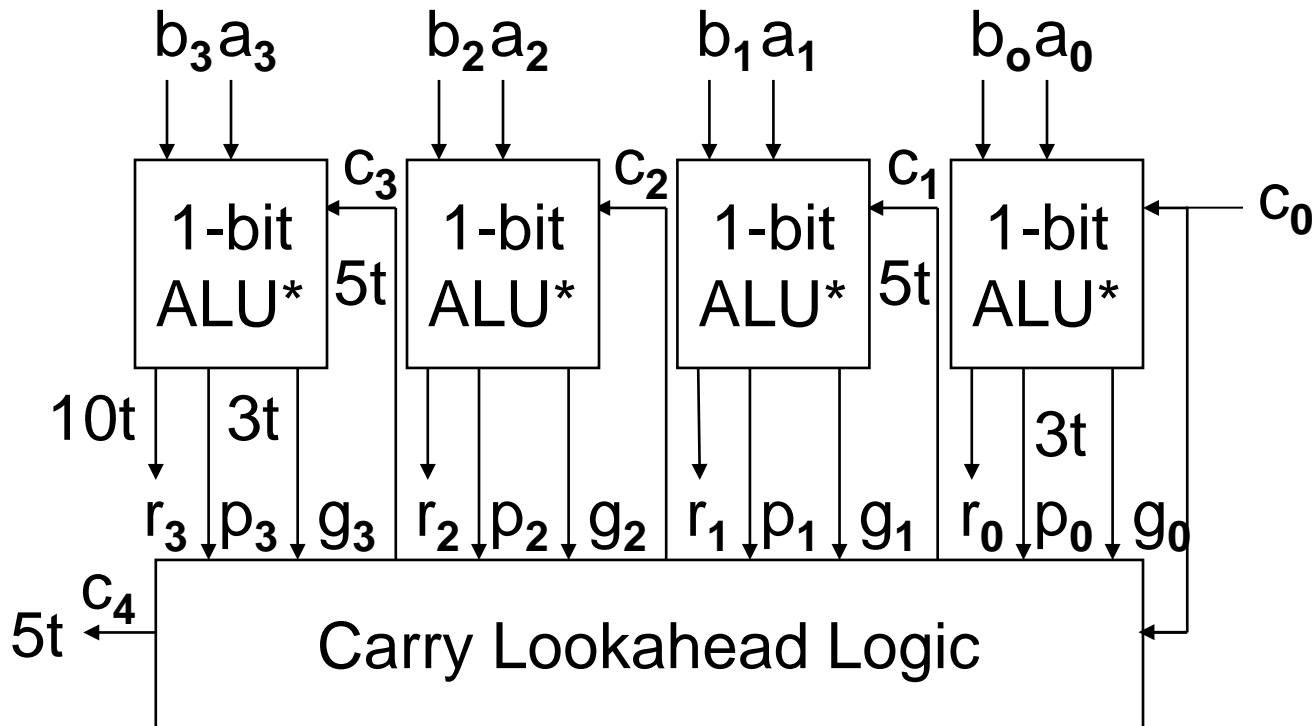 b₃ a₃ b₂ a₂ b₁ a₁ bₒ a₀
c₃ c₂ c₁ c₀
1-bit ALU* 1-bit ALU* 1-bit ALU* 1-bit ALU*
5t 5t
10t 3t 3t
r₃ p₃ g₃ r₂ p₂ g₂ r₁ p₁ g₁ r₀ p₀ g₀
c₄
5t
Carry Lookahead Logic